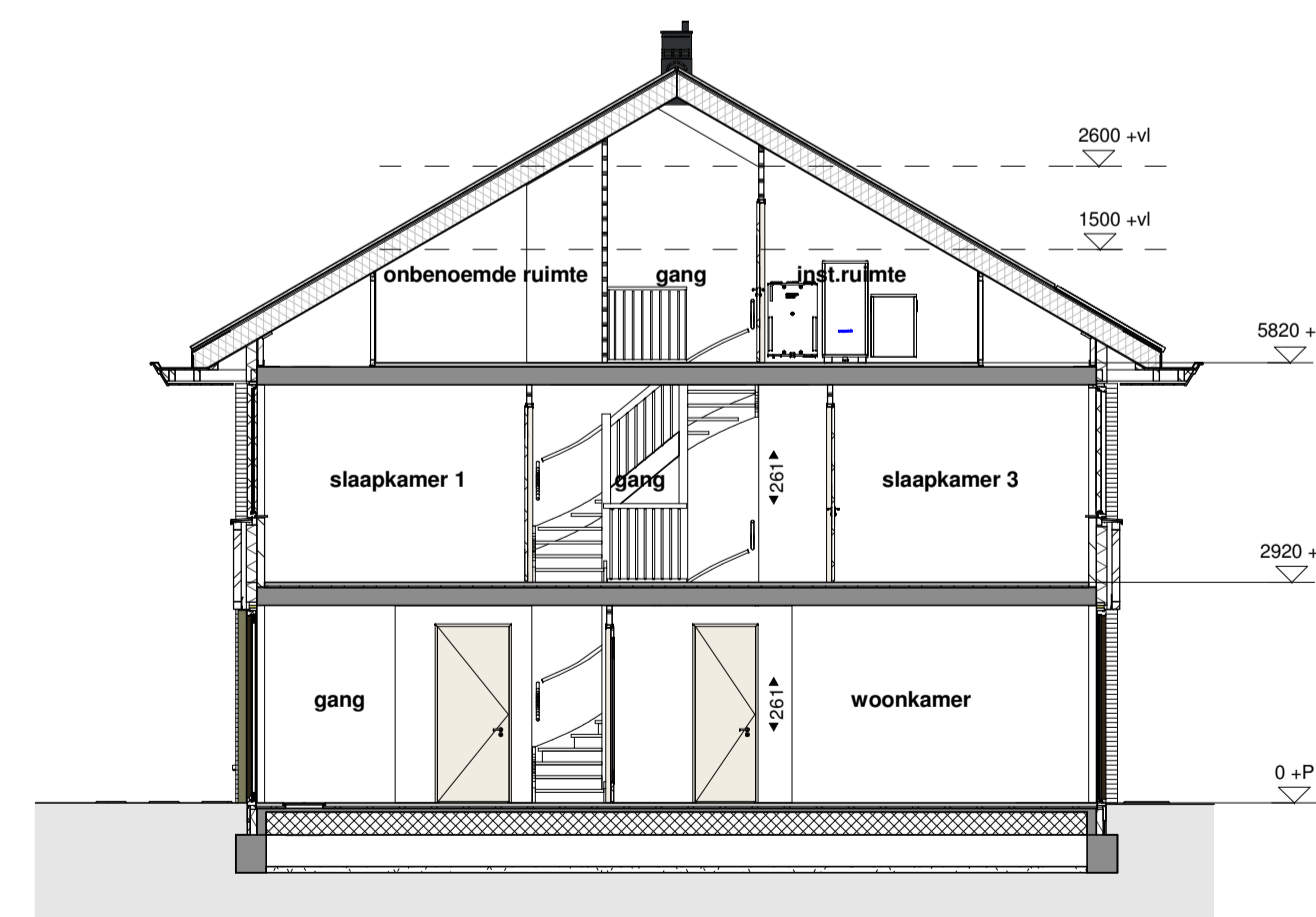 2600 +vl
1500 +vl
onbenoemde ruimte
gang
inst.ruimte
5820 +
slaapkamer 1
gang
261
slaapkamer 3
2920 +
gang
261
woonkamer
0 +P